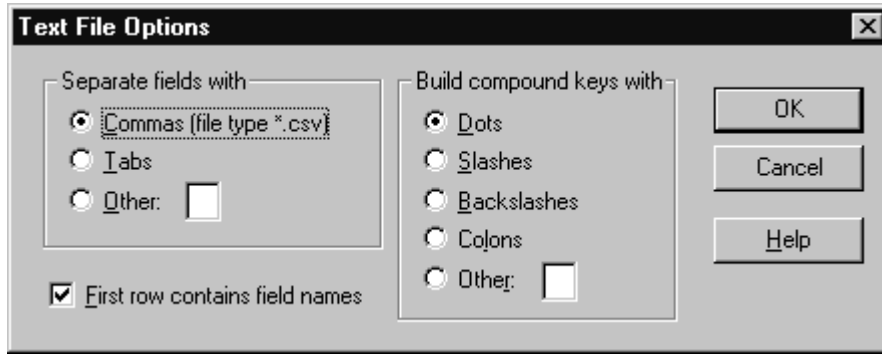 Text File Options
Separate fields with
Commas (file type *.csv)
Tabs
Other:
First row contains field names
Build compound keys with
Dots
Slashes
Backslashes
Colons
Other:
OK
Cancel
Help